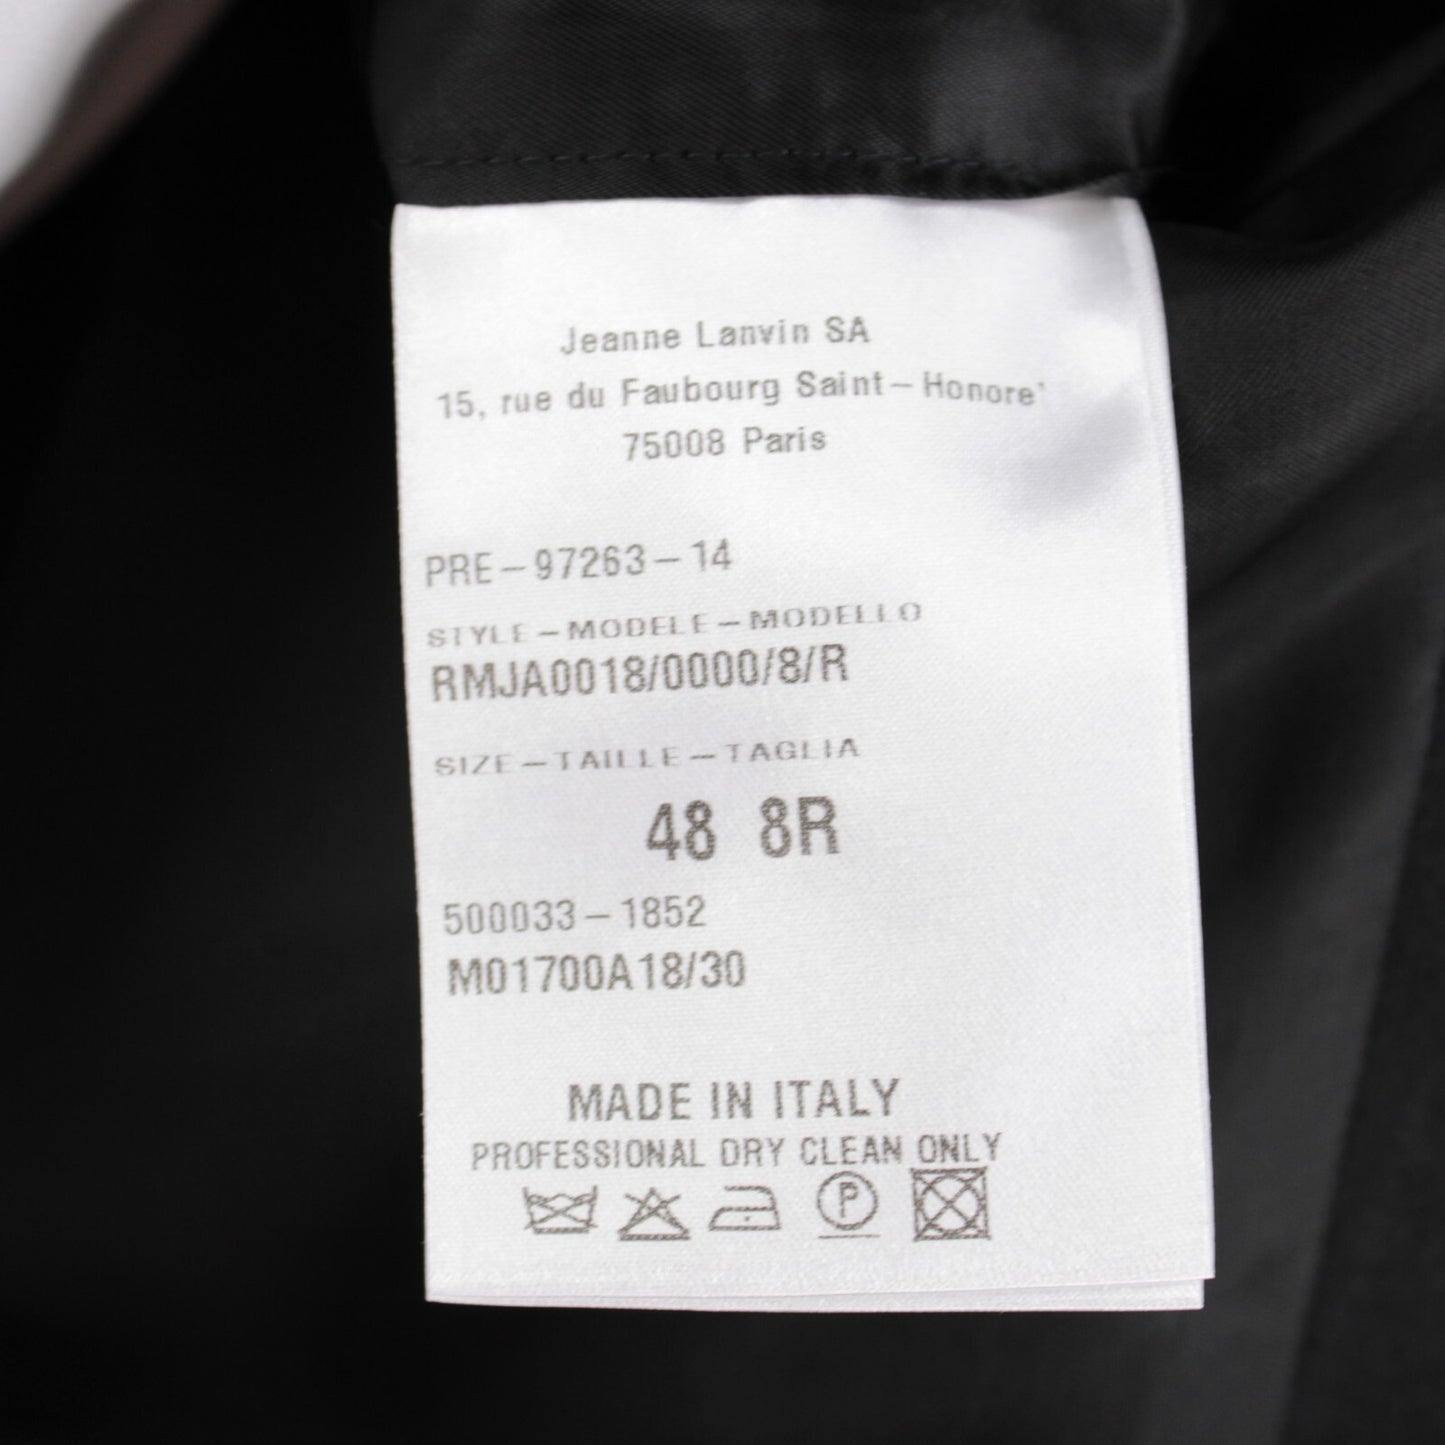 Jeanne Lanvin SA
15, rue du Faubourg Saint-Honore'
75008 Paris
PRE-97263-14
STYLE-MODELE-MODELLO
RMJA0018/0000/8/R
SIZE-TAILLE-TAGLIA
48 8R
500033-1852
M01700A18/30
MADE IN ITALY
PROFESSIONAL DRY CLEAN ONLY
P